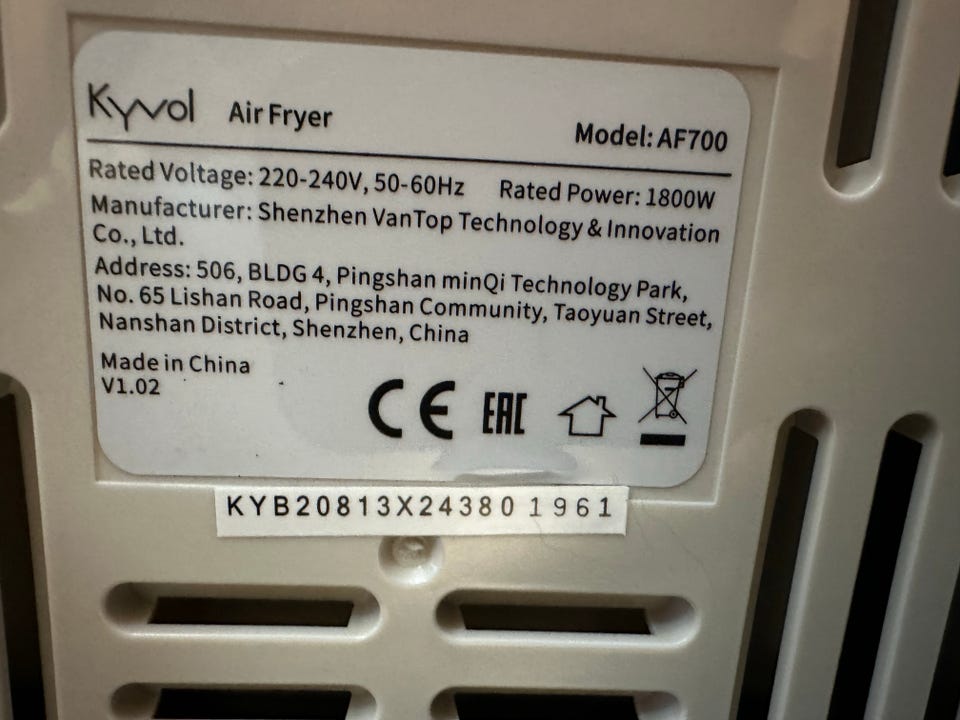 Kyvol Air Fryer Model: AF700
Rated Voltage: 220-240V, 50-60Hz Rated Power: 1800W
Manufacturer: Shenzhen VanTop Technology & Innovation
Co., Ltd.
Address: 506, BLDG 4, Pingshan minQi Technology Park,
No. 65 Lishan Road, Pingshan Community, Taoyuan Street,
Nanshan District, Shenzhen, China
Made in China
V1.02
CE EAC
KYB20813X243801961